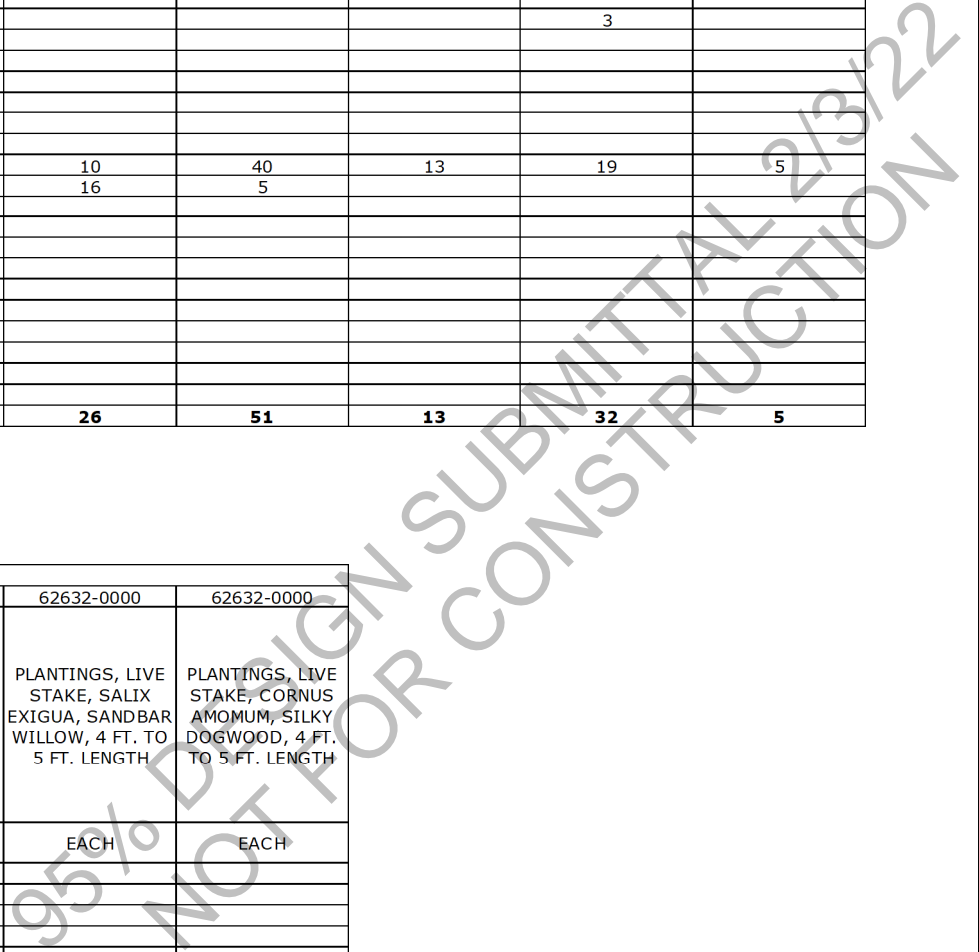 3
10 40 13 19 5
16 5
26 51 13 32 5
62632-0000 62632-0000
PLANTINGS, LIVE
STAKE, SALIX
EXIGUA, SANDBAR
WILLOW, 4 FT. TO
5 FT. LENGTH
PLANTINGS, LIVE
STAKE, CORNUS
AMOMUM, SILKY
DOGWOOD, 4 FT.
TO 5 FT. LENGTH
EACH EACH
95% DESIGN SUBMITTAL 2/3/22
NOT FOR CONSTRUCTION